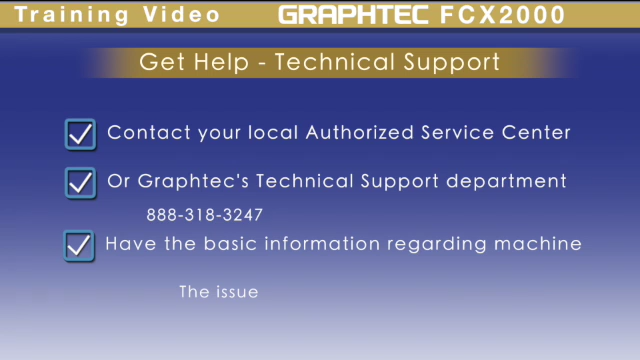 Training Video GRAPHTEC FCX2000
Get Help - Technical Support
Contact your local Authorized Service Center
Or Graphtec's Technical Support department
888-318-3247
Have the basic information regarding machine
The issue